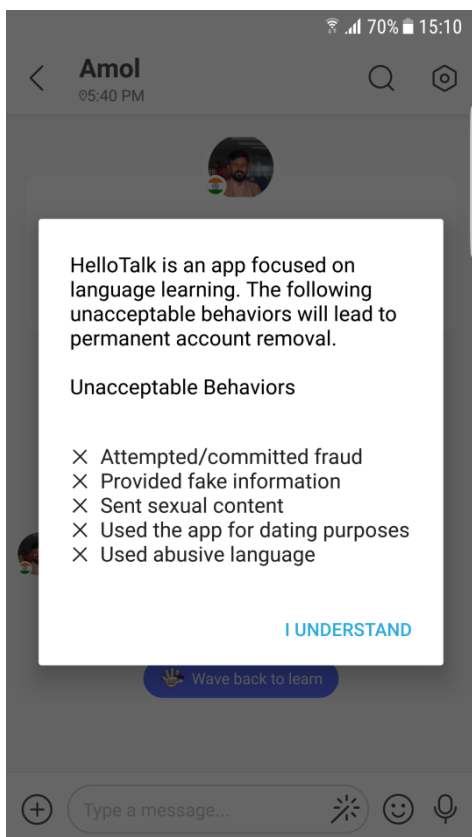 70% 15:10
Amol
5:40 PM
HelloTalk is an app focused on
language learning. The following
unacceptable behaviors will lead to
permanent account removal.
Unacceptable Behaviors
Attempted/committed fraud
Provided fake information
Sent sexual content
Used the app for dating purposes
Used abusive language
I UNDERSTAND
Wave back to learn
Type a message...